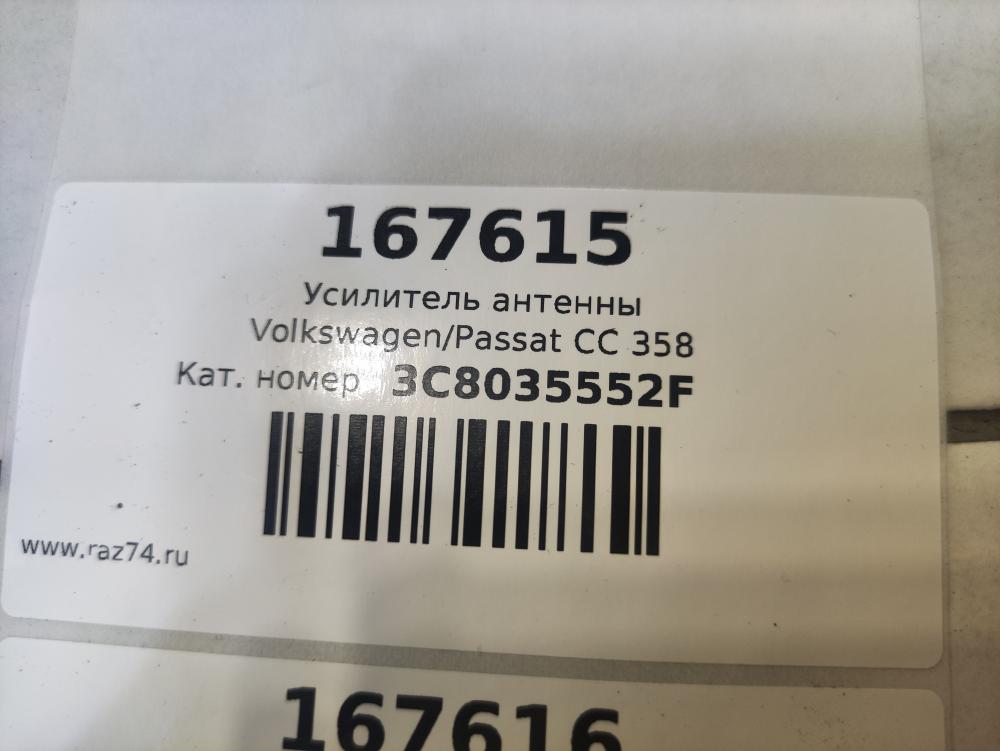 167615
Усилитель антенны
Volkswagen/Passat CC 358
Кат. номер 3C8035552F
www.raz74.ru
167616